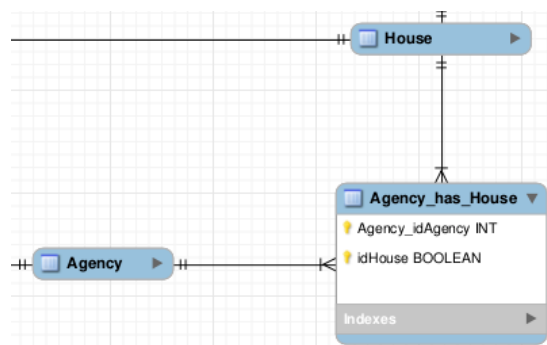 House
Agency_has_House
Agency_idAgency INT
idHouse BOOLEAN
Agency
Indexes